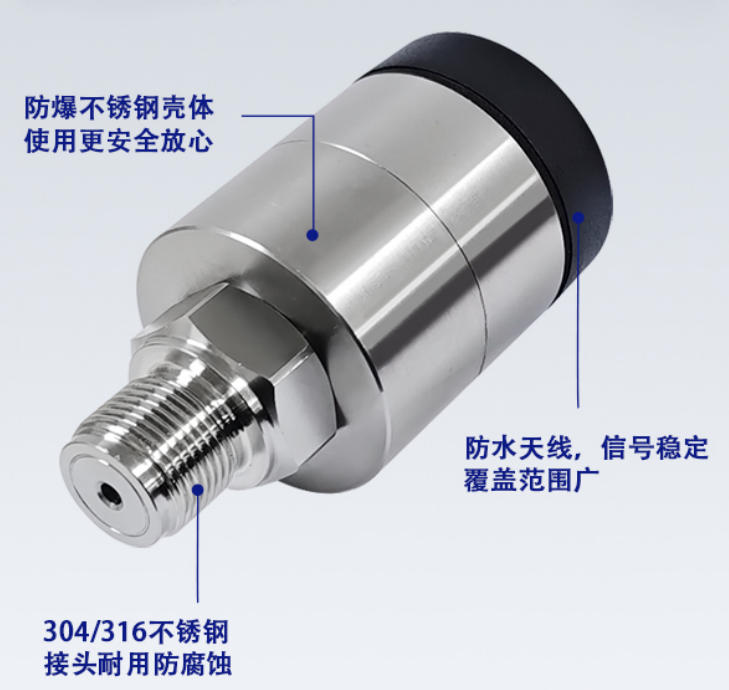 防爆不锈钢壳体
使用更安全放心
防水天线，信号稳定
覆盖范围广
304/316不锈钢
接头耐用防腐蚀